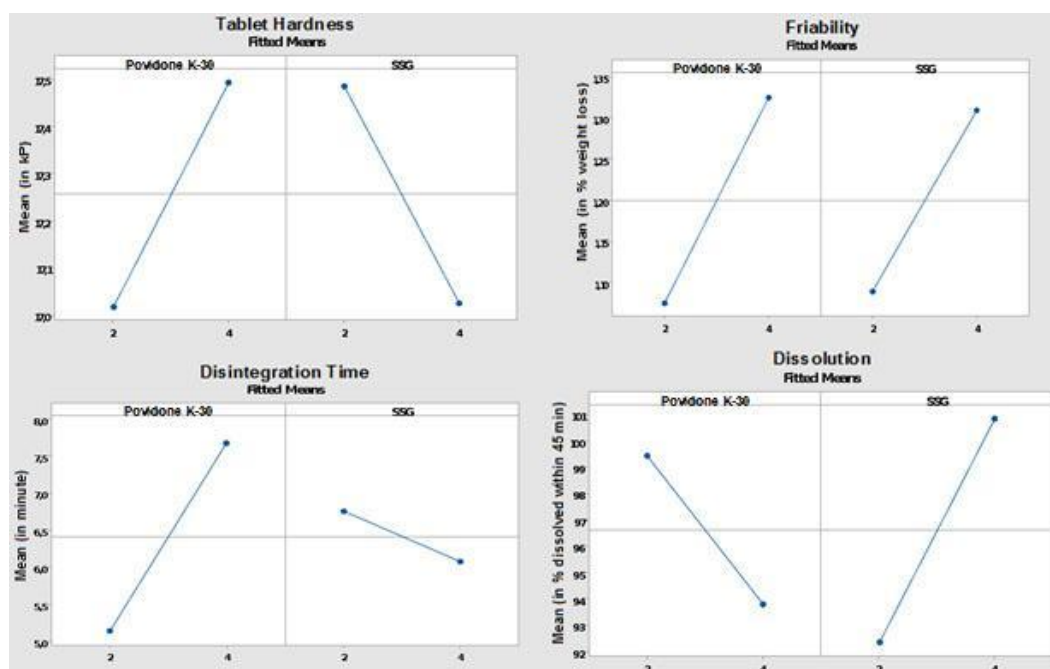 Tablet Hardness
Fitted Means
Povidone K-30
SSG
Mean (in kP)
17,5
17,4
17,3
17,2
17,1
17,0
2
4
2
4
Friability
Fitted Means
Povidone K-30
SSG
Mean (in % weight loss)
135
130
125
120
115
110
2
4
2
4
Disintegration Time
Fitted Means
Povidone K-30
SSG
Mean (in minute)
8,0
7,5
7,0
6,5
6,0
5,5
5,0
2
4
2
4
Dissolution
Fitted Means
Povidone K-30
SSG
Mean (in % dissolved within 45 min)
101
100
99
98
97
96
95
94
93
92